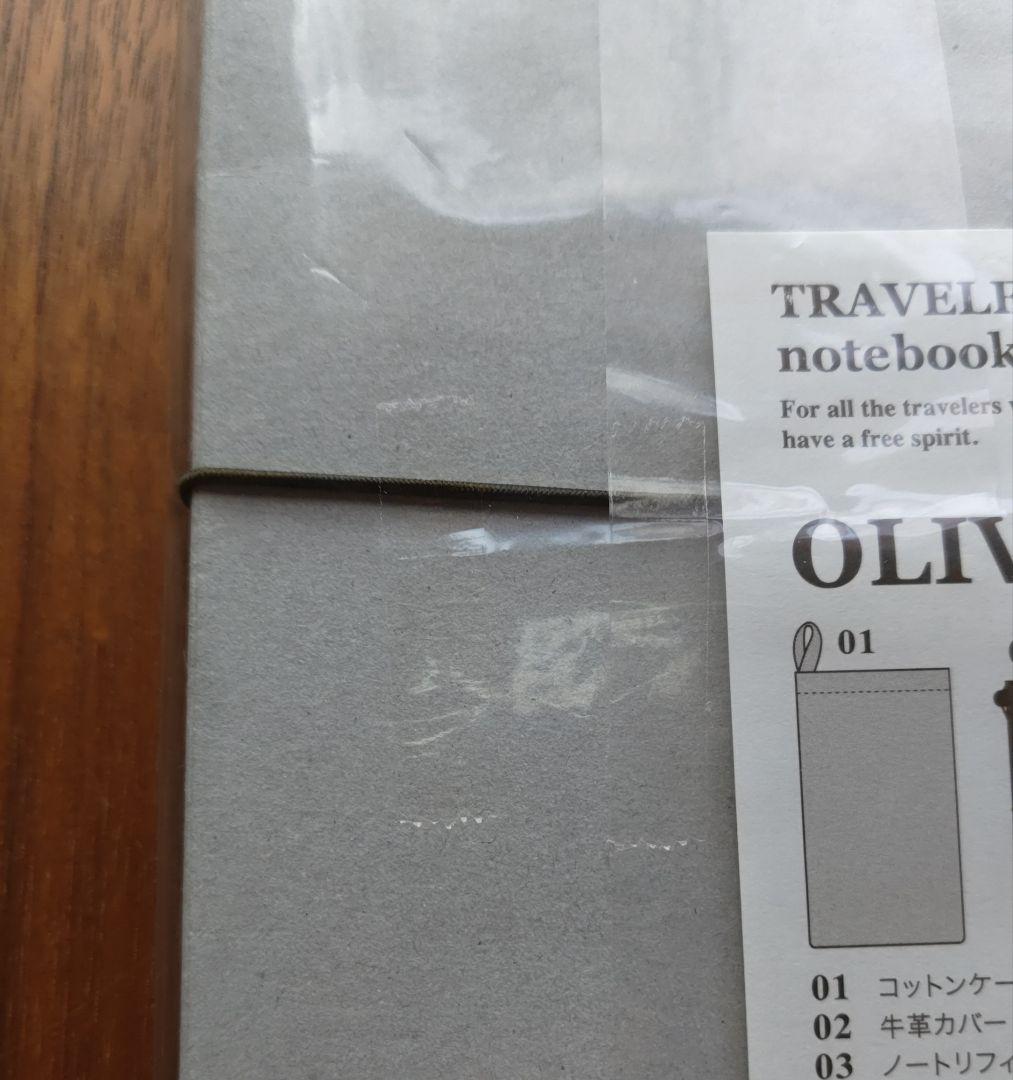 TRAVELE
notebook
For all the travelers
have a free spirit.
OLIV
01
01 コットンケー
02 牛革カバー
03 ノートリフィ